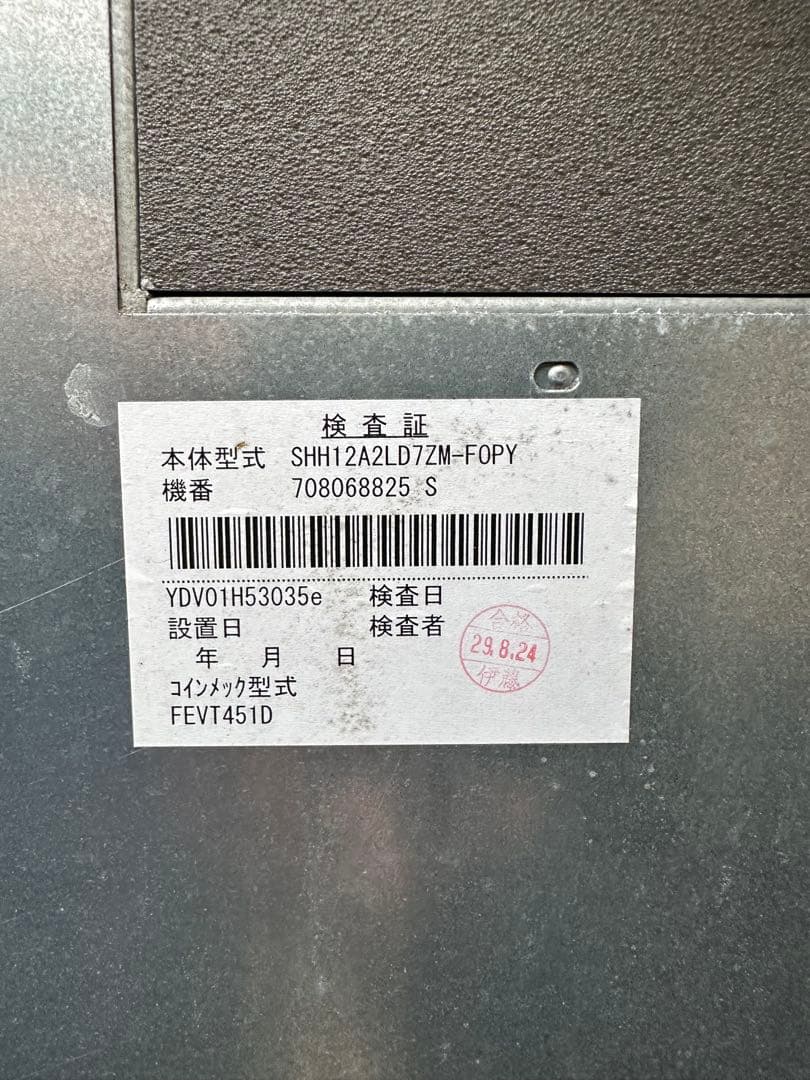 検査証
本体型式 SHH12A2LD7ZM-F0PY
機番 708068825 S
YDV01H53035e 検査日
設置日 検査者
年 月 日
コインメック型式
FEVT451D
合格
29.8.24
伊藤